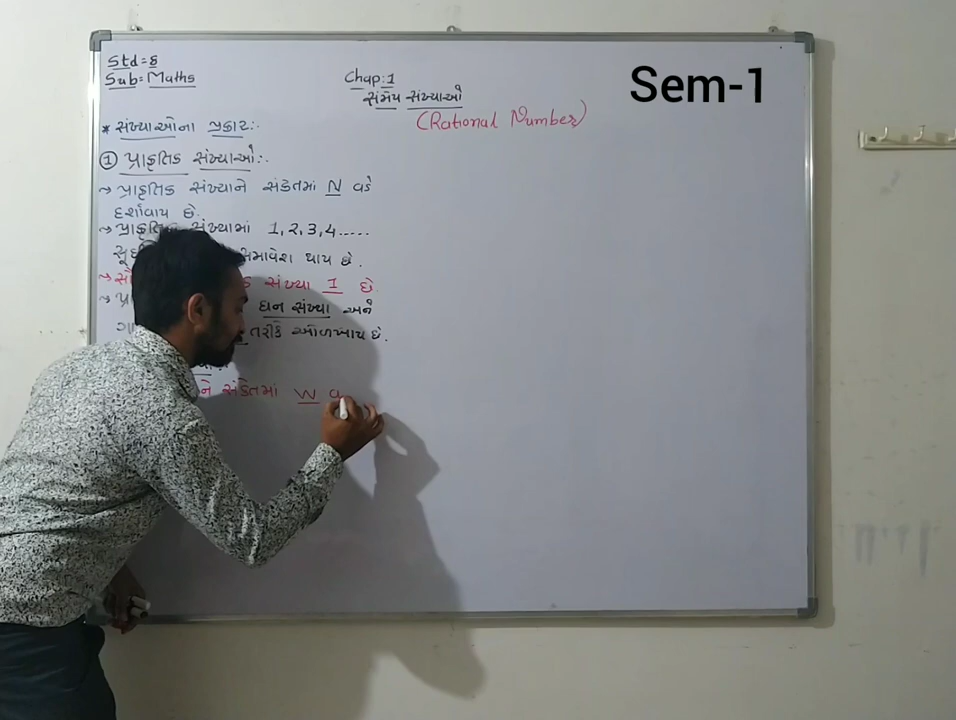 Std = 8
Sub = Maths
Chap:1
સંમેય સંખ્યાઓ
(Rational Number)
Sem-1
* સંખ્યાઓના પ્રકાર:-
① પ્રાકૃતિક સંખ્યાઓ:-
→ પ્રાકૃતિક સંખ્યાને સંકેતમાં N વડે
દર્શાવાય છે.
→ પ્રાકૃતિક સંખ્યામાં 1,2,3,4.....
સમાવેશ થાય છે.
સંખ્યા 1 છે
ઘન સંખ્યા અને
તરીકે ઓળખાય છે.
ને સંકેતમાં W વ